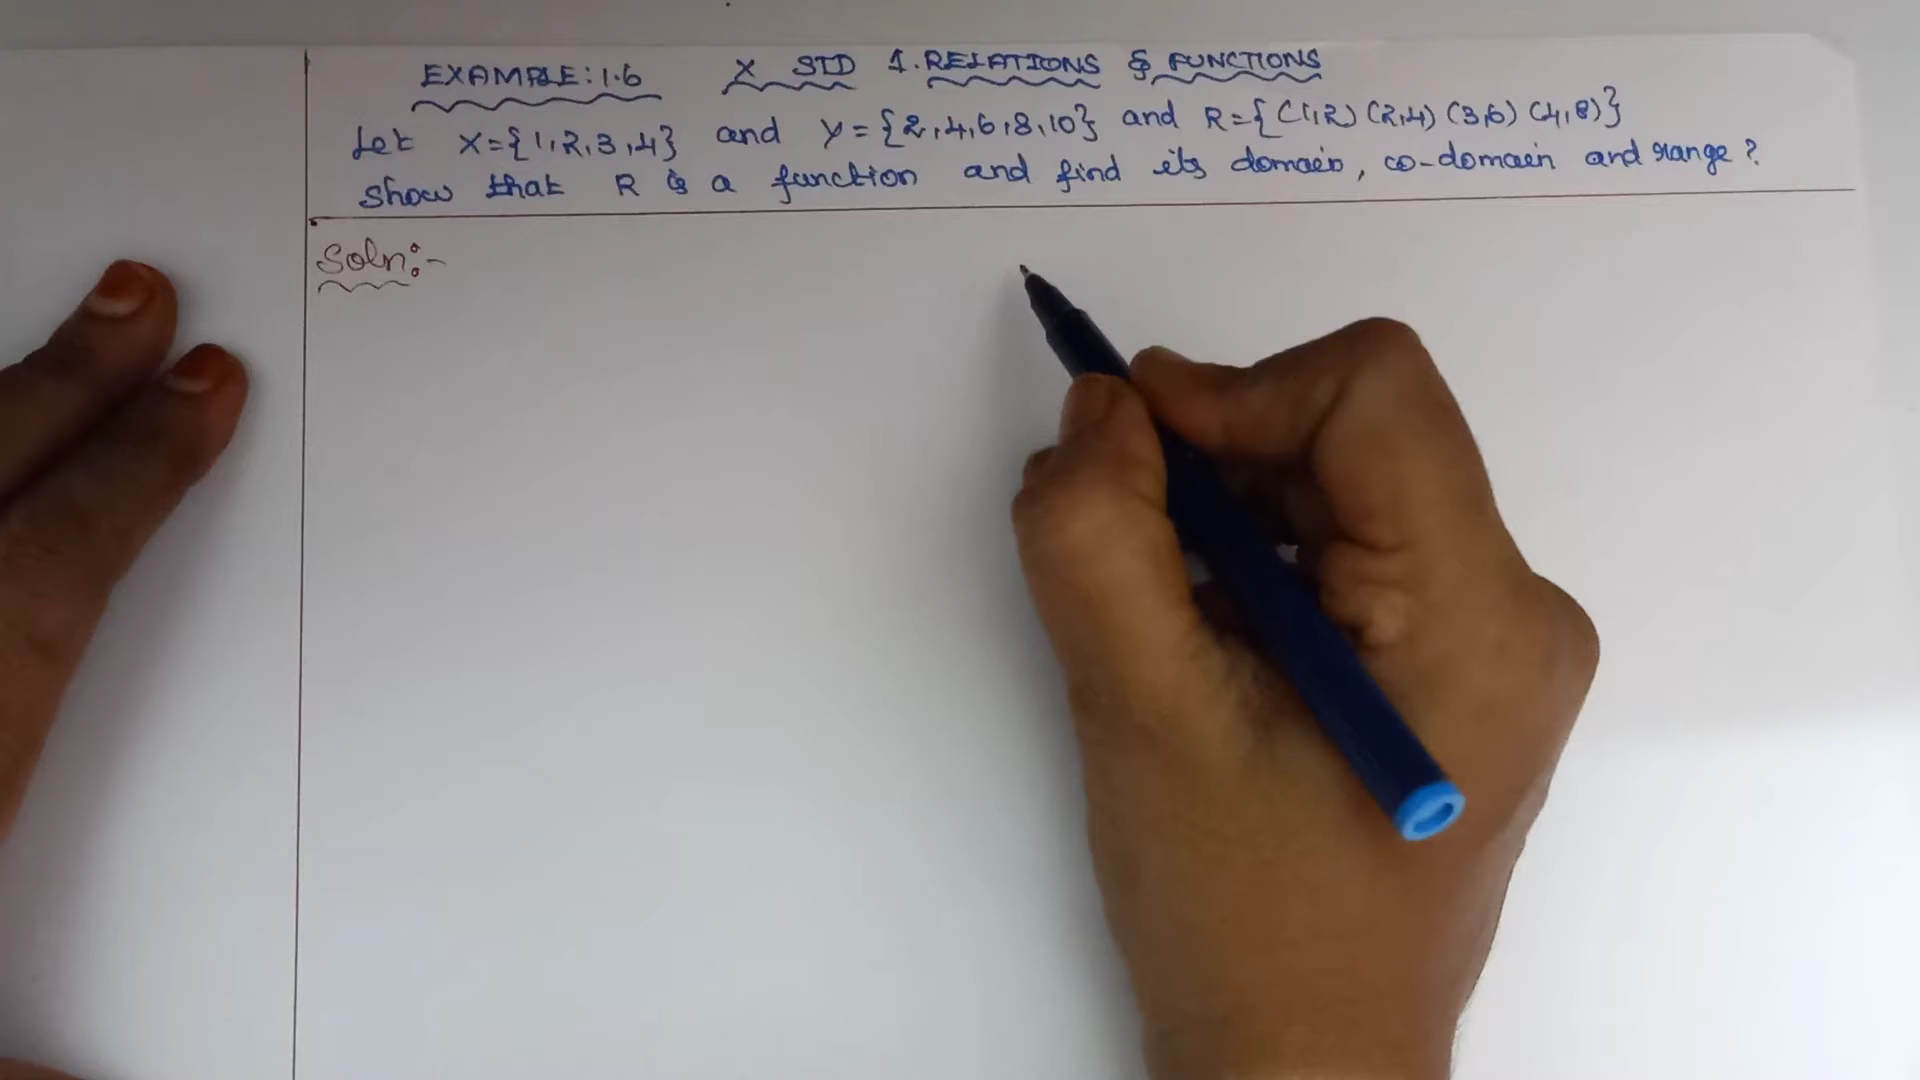 EXAMPLE:1.6 X STD 1.RELATIONS & FUNCTIONS
Let X={1,2,3,4} and Y={2,4,6,8,10} and R={(1,2) (2,4) (3,6) (4,8)}
show that R is a function and find its domain, co-domain and range?
Soln:-